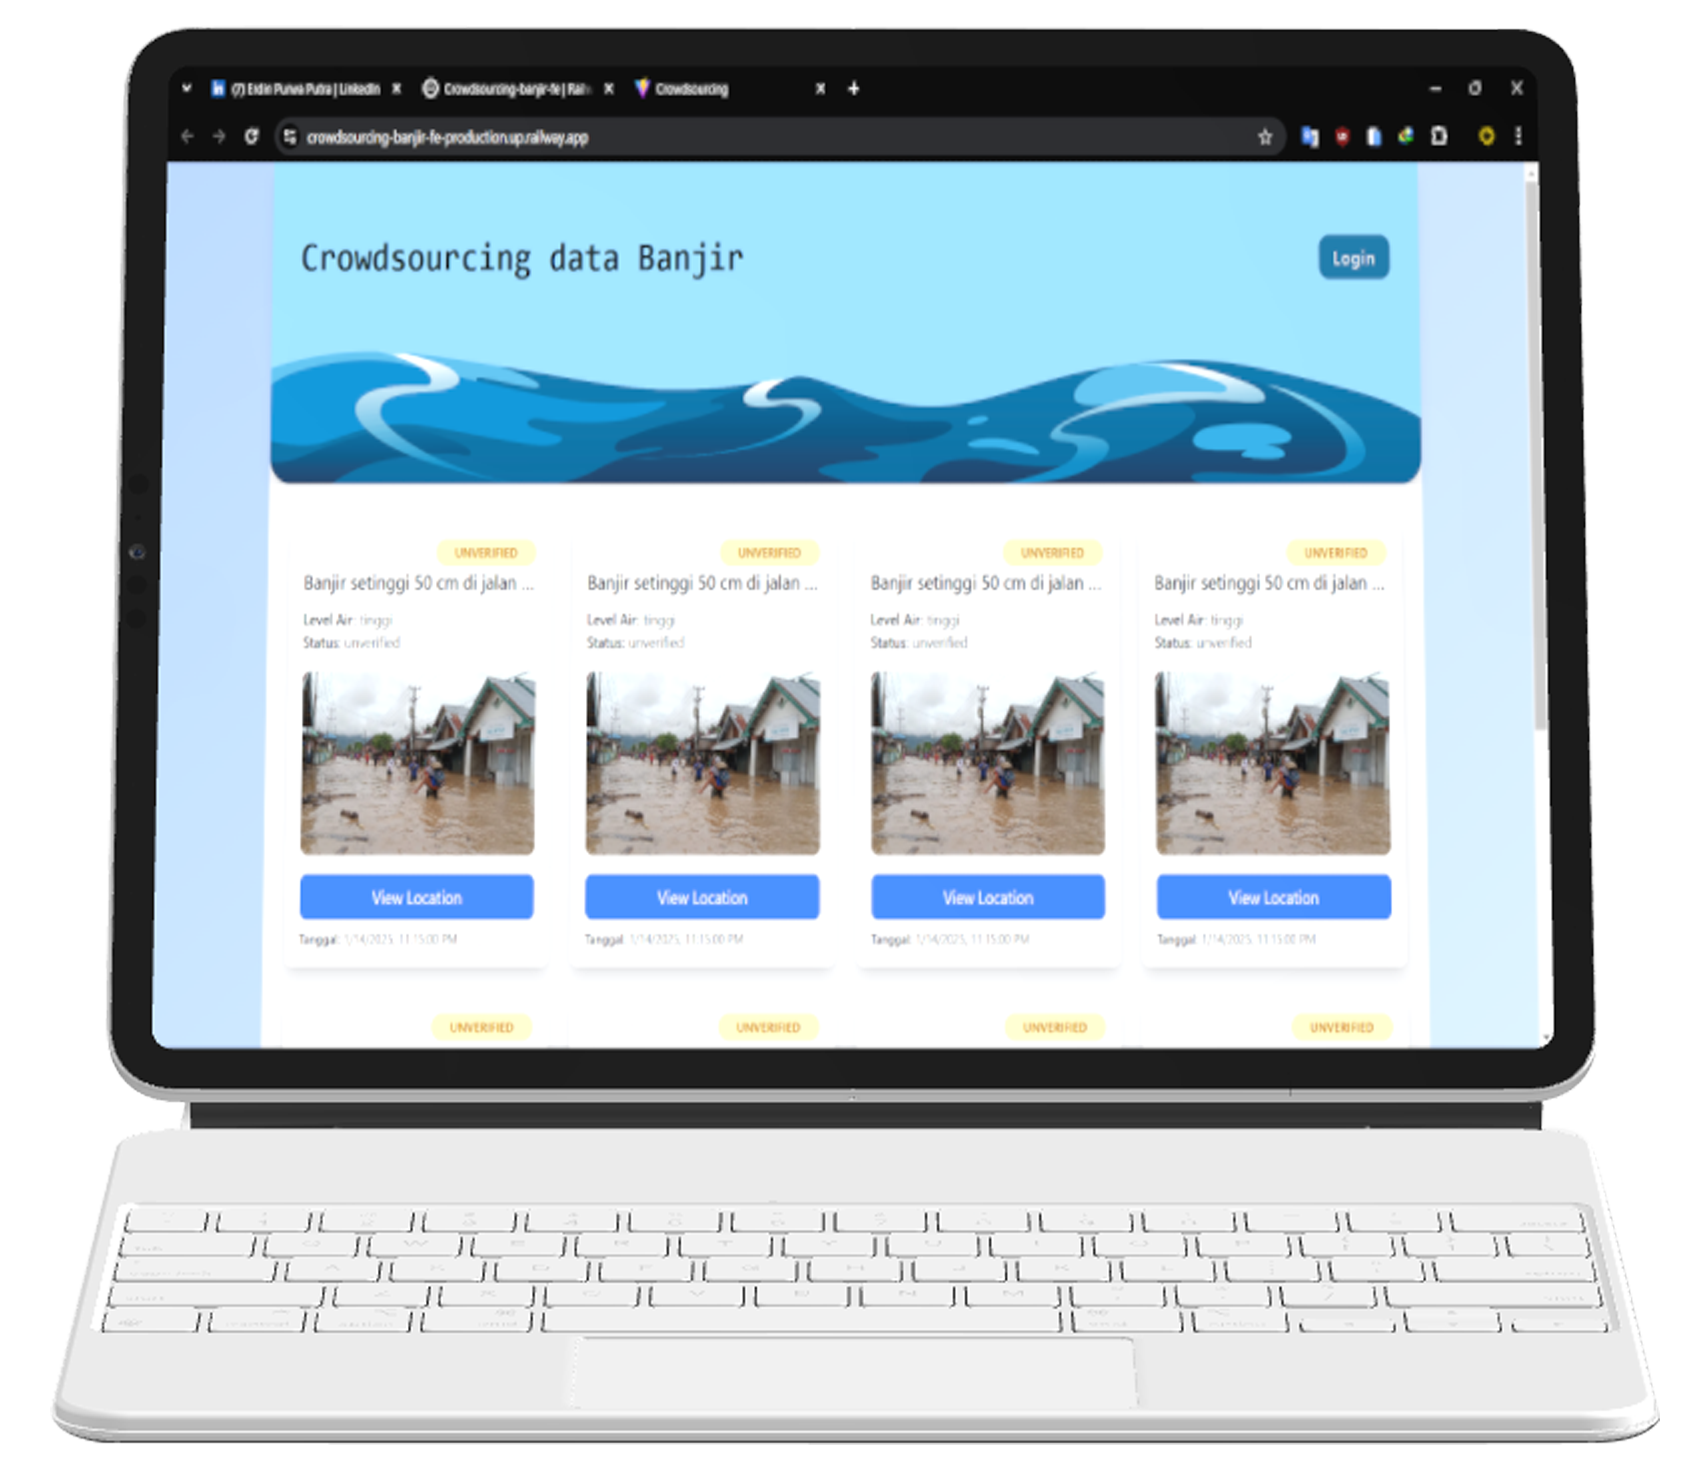 (7) Erdin Purwa Putra | LinkedIn
Crowdsourcing-banjir-fe | Rail
Crowdsourcing
crowdsourcing-banjir-fe-production.up.railway.app
Crowdsourcing data Banjir
Login
UNVERIFIED UNVERIFIED UNVERIFIED UNVERIFIED
Banjir setinggi 50 cm di jalan ... Banjir setinggi 50 cm di jalan ... Banjir setinggi 50 cm di jalan ... Banjir setinggi 50 cm di jalan ...
Level Air: tinggi Level Air: tinggi Level Air: tinggi Level Air: tinggi
Status: unverified Status: unverified Status: unverified Status: unverified
View Location View Location View Location View Location
Tanggal: 1/14/2025, 11:15:00 PM Tanggal: 1/14/2025, 11:15:00 PM Tanggal: 1/14/2025, 11:15:00 PM Tanggal: 1/14/2025, 11:15:00 PM
UNVERIFIED UNVERIFIED UNVERIFIED UNVERIFIED